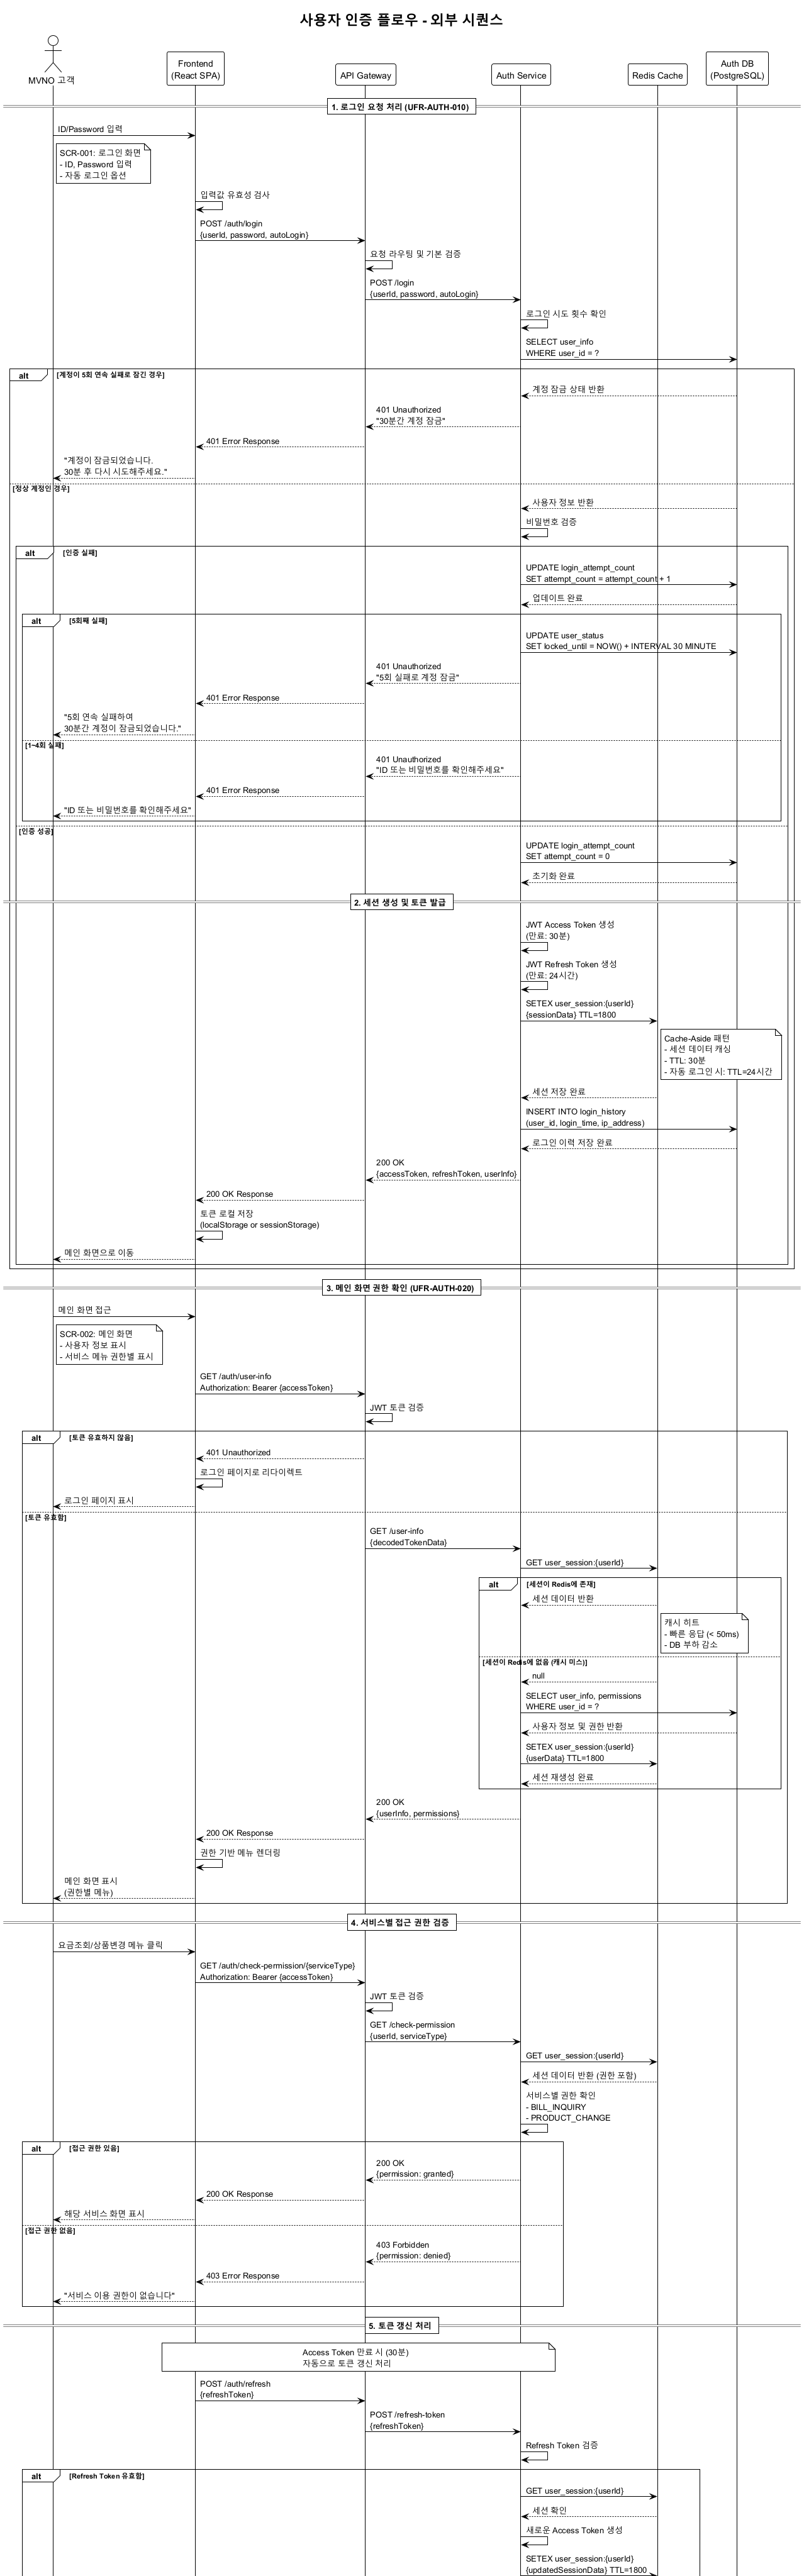 사용자 인증 플로우 - 외부 시퀀스
MVNO 고객
Frontend
(React SPA)
API Gateway
Auth Service
Redis Cache
Auth DB
(PostgreSQL)
1. 로그인 요청 처리 (UFR-AUTH-010)
ID/Password 입력
SCR-001: 로그인 화면
- ID, Password 입력
- 자동 로그인 옵션
입력값 유효성 검사
POST /auth/login
{userId, password, autoLogin}
요청 라우팅 및 기본 검증
POST /login
{userId, password, autoLogin}
로그인 시도 횟수 확인
SELECT user_info
WHERE user_id = ?
alt [계정이 5회 연속 실패로 잠긴 경우]
계정 잠금 상태 반환
401 Unauthorized
"30분간 계정 잠금"
401 Error Response
"계정이 잠금되었습니다.
30분 후 다시 시도해주세요."
[정상 계정인 경우]
사용자 정보 반환
비밀번호 검증
alt [인증 실패]
UPDATE login_attempt_count
SET attempt_count = attempt_count + 1
업데이트 완료
alt [5회째 실패]
UPDATE user_status
SET locked_until = NOW() + INTERVAL 30 MINUTE
401 Unauthorized
"5회 실패로 계정 잠금"
401 Error Response
"5회 연속 실패하여
30분간 계정이 잠금되었습니다."
[1~4회 실패]
401 Unauthorized
"ID 또는 비밀번호를 확인해주세요"
401 Error Response
"ID 또는 비밀번호를 확인해주세요"
[인증 성공]
UPDATE login_attempt_count
SET attempt_count = 0
초기화 완료
2. 세션 생성 및 토큰 발급
JWT Access Token 생성
(만료: 30분)
JWT Refresh Token 생성
(만료: 24시간)
SETEX user_session:{userId}
{sessionData} TTL=1800
Cache-Aside 패턴
- 세션 데이터 캐싱
- TTL: 30분
- 자동 로그인 시: TTL=24시간
세션 저장 완료
INSERT INTO login_history
(user_id, login_time, ip_address)
로그인 이력 저장 완료
200 OK
{accessToken, refreshToken, userInfo}
200 OK Response
토큰 로컬 저장
(localStorage or sessionStorage)
메인 화면으로 이동
3. 메인 화면 권한 확인 (UFR-AUTH-020)
메인 화면 접근
SCR-002: 메인 화면
- 사용자 정보 표시
- 서비스 메뉴 권한별 표시
GET /auth/user-info
Authorization: Bearer {accessToken}
JWT 토큰 검증
alt [토큰 유효하지 않음]
401 Unauthorized
로그인 페이지로 리다이렉트
로그인 페이지 표시
[토큰 유효함]
GET /user-info
{decodedTokenData}
GET user_session:{userId}
alt [세션이 Redis에 존재]
세션 데이터 반환
캐시 히트
- 빠른 응답 (< 50ms)
- DB 부하 감소
[세션이 Redis에 없음 (캐시 미스)]
null
SELECT user_info, permissions
WHERE user_id = ?
사용자 정보 및 권한 반환
SETEX user_session:{userId}
{userData} TTL=1800
세션 재생성 완료
200 OK
{userInfo, permissions}
200 OK Response
권한 기반 메뉴 렌더링
메인 화면 표시
(권한별 메뉴)
4. 서비스별 접근 권한 검증
요금조회/상품변경 메뉴 클릭
GET /auth/check-permission/{serviceType}
Authorization: Bearer {accessToken}
JWT 토큰 검증
GET /check-permission
{userId, serviceType}
GET user_session:{userId}
세션 데이터 반환 (권한 포함)
서비스별 권한 확인
- BILL_INQUIRY
- PRODUCT_CHANGE
alt [접근 권한 있음]
200 OK
{permission: granted}
200 OK Response
해당 서비스 화면 표시
[접근 권한 없음]
403 Forbidden
{permission: denied}
403 Error Response
"서비스 이용 권한이 없습니다"
5. 토큰 갱신 처리
Access Token 만료 시 (30분)
자동으로 토큰 갱신 처리
POST /auth/refresh
{refreshToken}
POST /refresh-token
{refreshToken}
Refresh Token 검증
alt [Refresh Token 유효함]
GET user_session:{userId}
세션 확인
새로운 Access Token 생성
SETEX user_session:{userId}
{updatedSessionData} TTL=1800